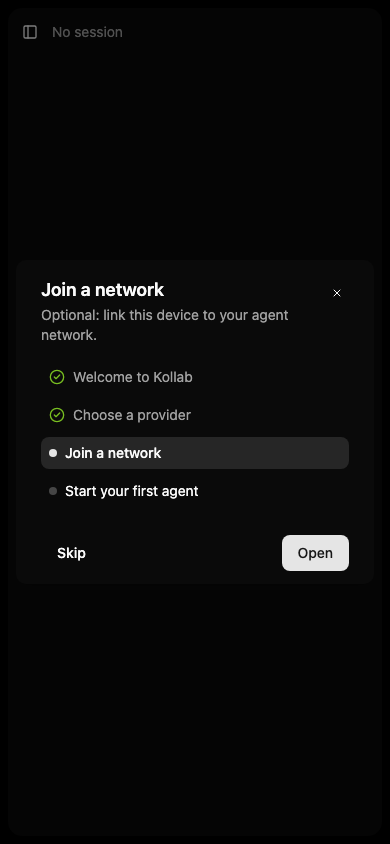 No session
Join a network
Optional: link this device to your agent
network.
Welcome to Kollab
Choose a provider
Join a network
Start your first agent
Skip
Open